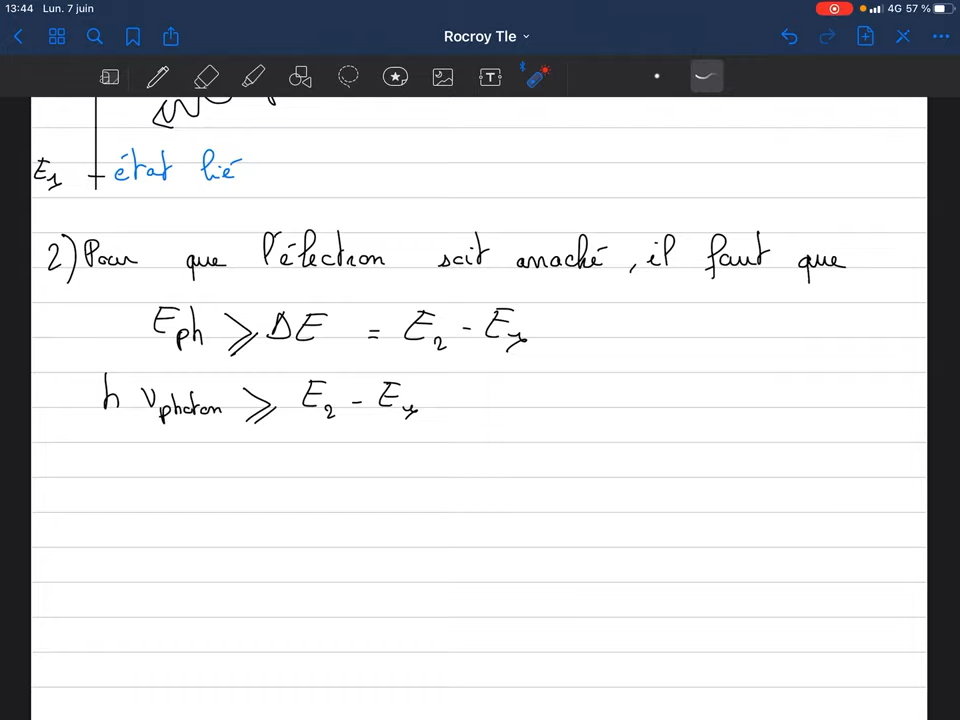 13:44 Lun. 7 juin
4G 57 %
Rocroy Tle
E₁ état lié
2) Pour que l'électron soit arraché, il faut que
Eph ⩾ ΔE = E₂ - E₁
h νphoton ⩾ E₂ - E₁